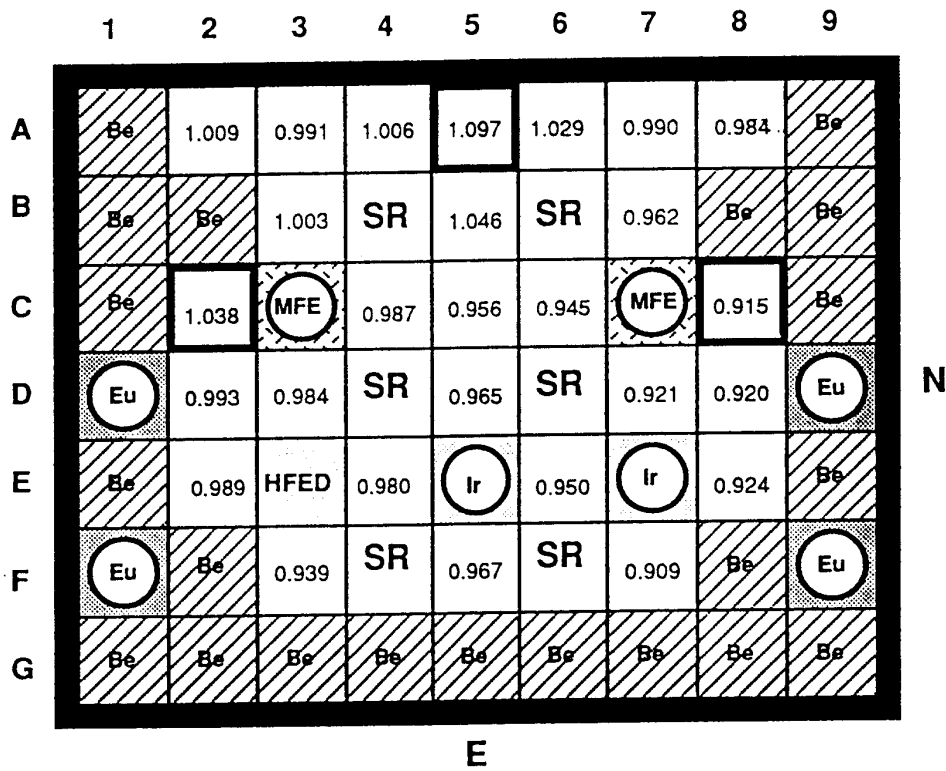 1 2 3 4 5 6 7 8 9
A Be 1.009 0.991 1.006 1.097 1.029 0.990 0.984 Be
B Be Be 1.003 SR 1.046 SR 0.962 Be Be
C Be 1.038 MFE 0.987 0.956 0.945 MFE 0.915 Be
D Eu 0.993 0.984 SR 0.965 SR 0.921 0.920 Eu N
E Be 0.989 HFED 0.980 Ir 0.950 Ir 0.924 Be
F Eu Be 0.939 SR 0.967 SR 0.909 Be Eu
G Be Be Be Be Be Be Be Be Be
E